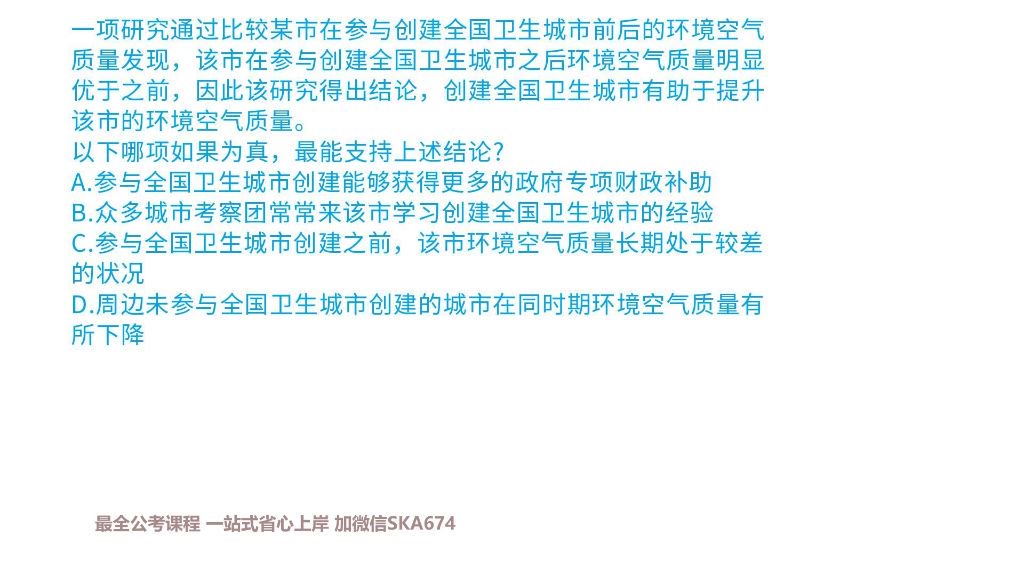 一项研究通过比较某市在参与创建全国卫生城市前后的环境空气
质量发现，该市在参与创建全国卫生城市之后环境空气质量明显
优于之前，因此该研究得出结论，创建全国卫生城市有助于提升
该市的环境空气质量。
以下哪项如果为真，最能支持上述结论?
A.参与全国卫生城市创建能够获得更多的政府专项财政补助
B.众多城市考察团常常来该市学习创建全国卫生城市的经验
C.参与全国卫生城市创建之前，该市环境空气质量长期处于较差
的状况
D.周边未参与全国卫生城市创建的城市在同时期环境空气质量有
所下降
最全公考课程 一站式省心上岸 加微信SKA674